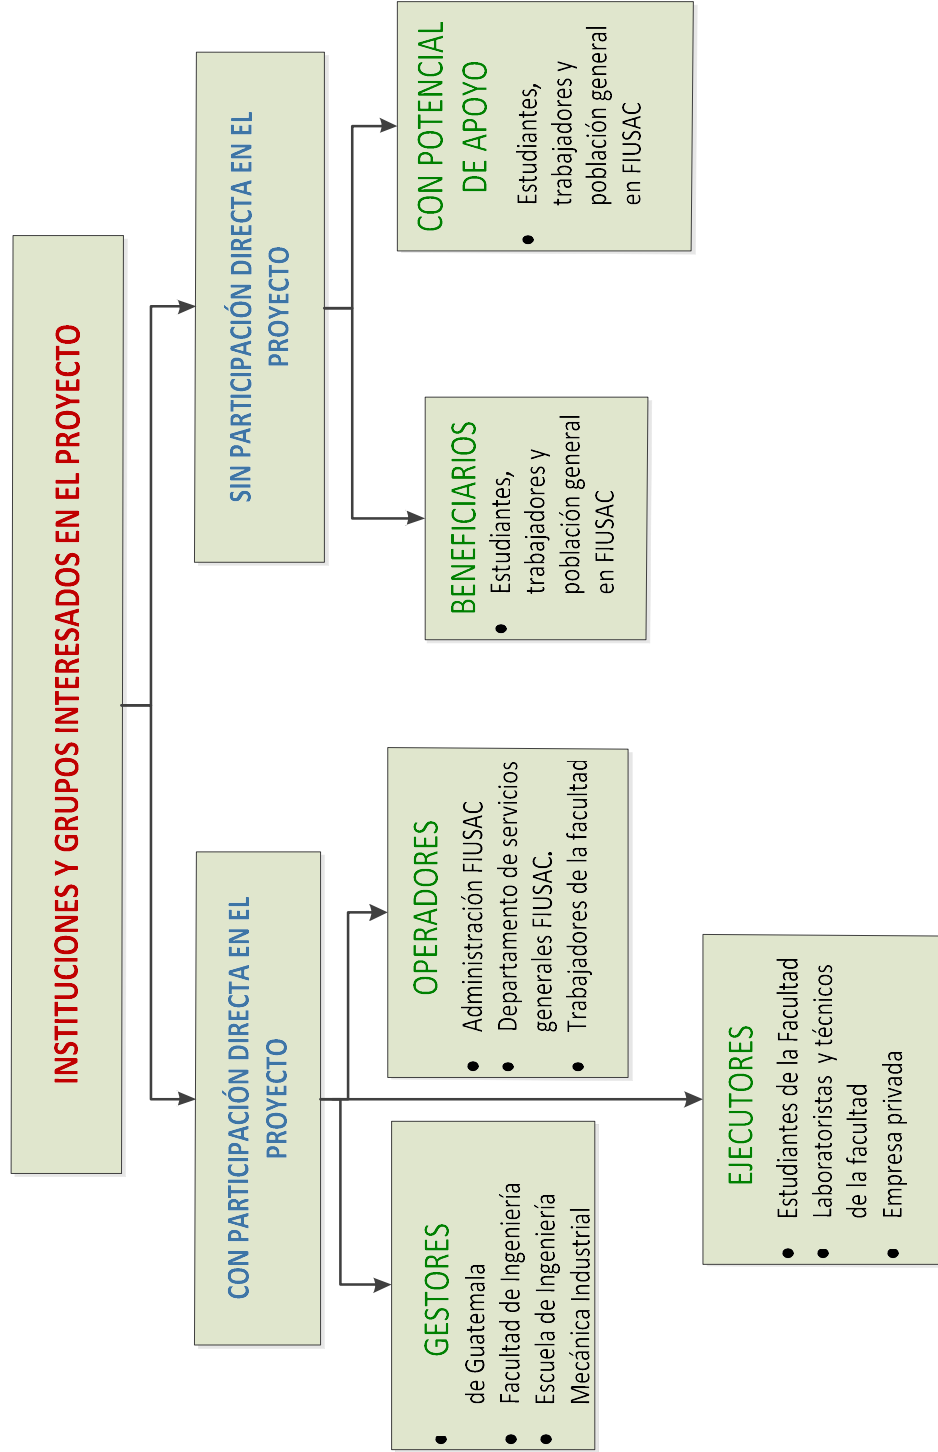 INSTITUCIONES Y GRUPOS INTERESADOS EN EL PROYECTO
CON PARTICIPACIÓN DIRECTA EN EL
PROYECTO
SIN PARTICIPACIÓN DIRECTA EN EL
PROYECTO
GESTORES
•
de Guatemala
• Facultad de Ingeniería
• Escuela de Ingeniería
Mecánica Industrial
OPERADORES
• Administración FIUSAC
• Departamento de servicios
generales FIUSAC.
• Trabajadores de la facultad
EJECUTORES
• Estudiantes de la Facultad
• Laboratoristas y técnicos
de la facultad
• Empresa privada
BENEFICIARIOS
• Estudiantes,
trabajadores y
población general
en FIUSAC
CON POTENCIAL
DE APOYO
• Estudiantes,
trabajadores y
población general
en FIUSAC